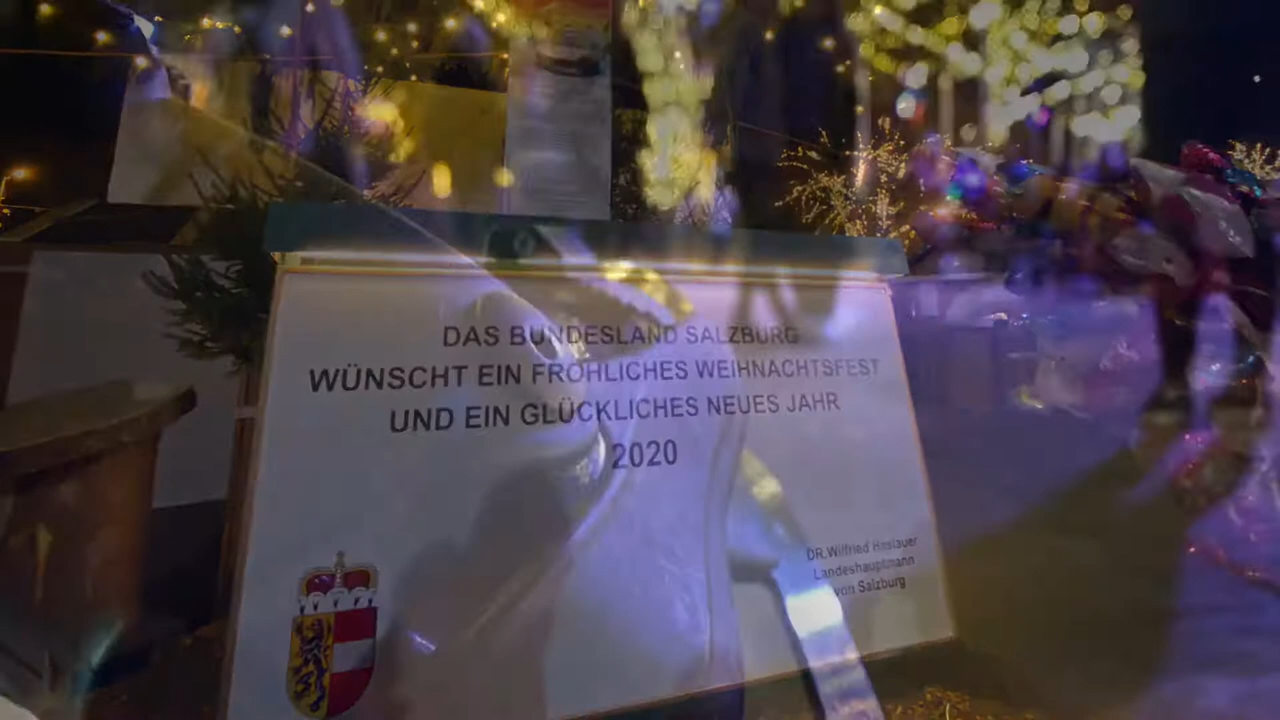 DAS BUNDESLAND SALZBURG
WÜNSCHT EIN FRÖHLICHES WEIHNACHTSFEST
UND EIN GLÜCKLICHES NEUES JAHR
2020
DR.Wilfried Haslauer
Landeshauptmann
von Salzburg